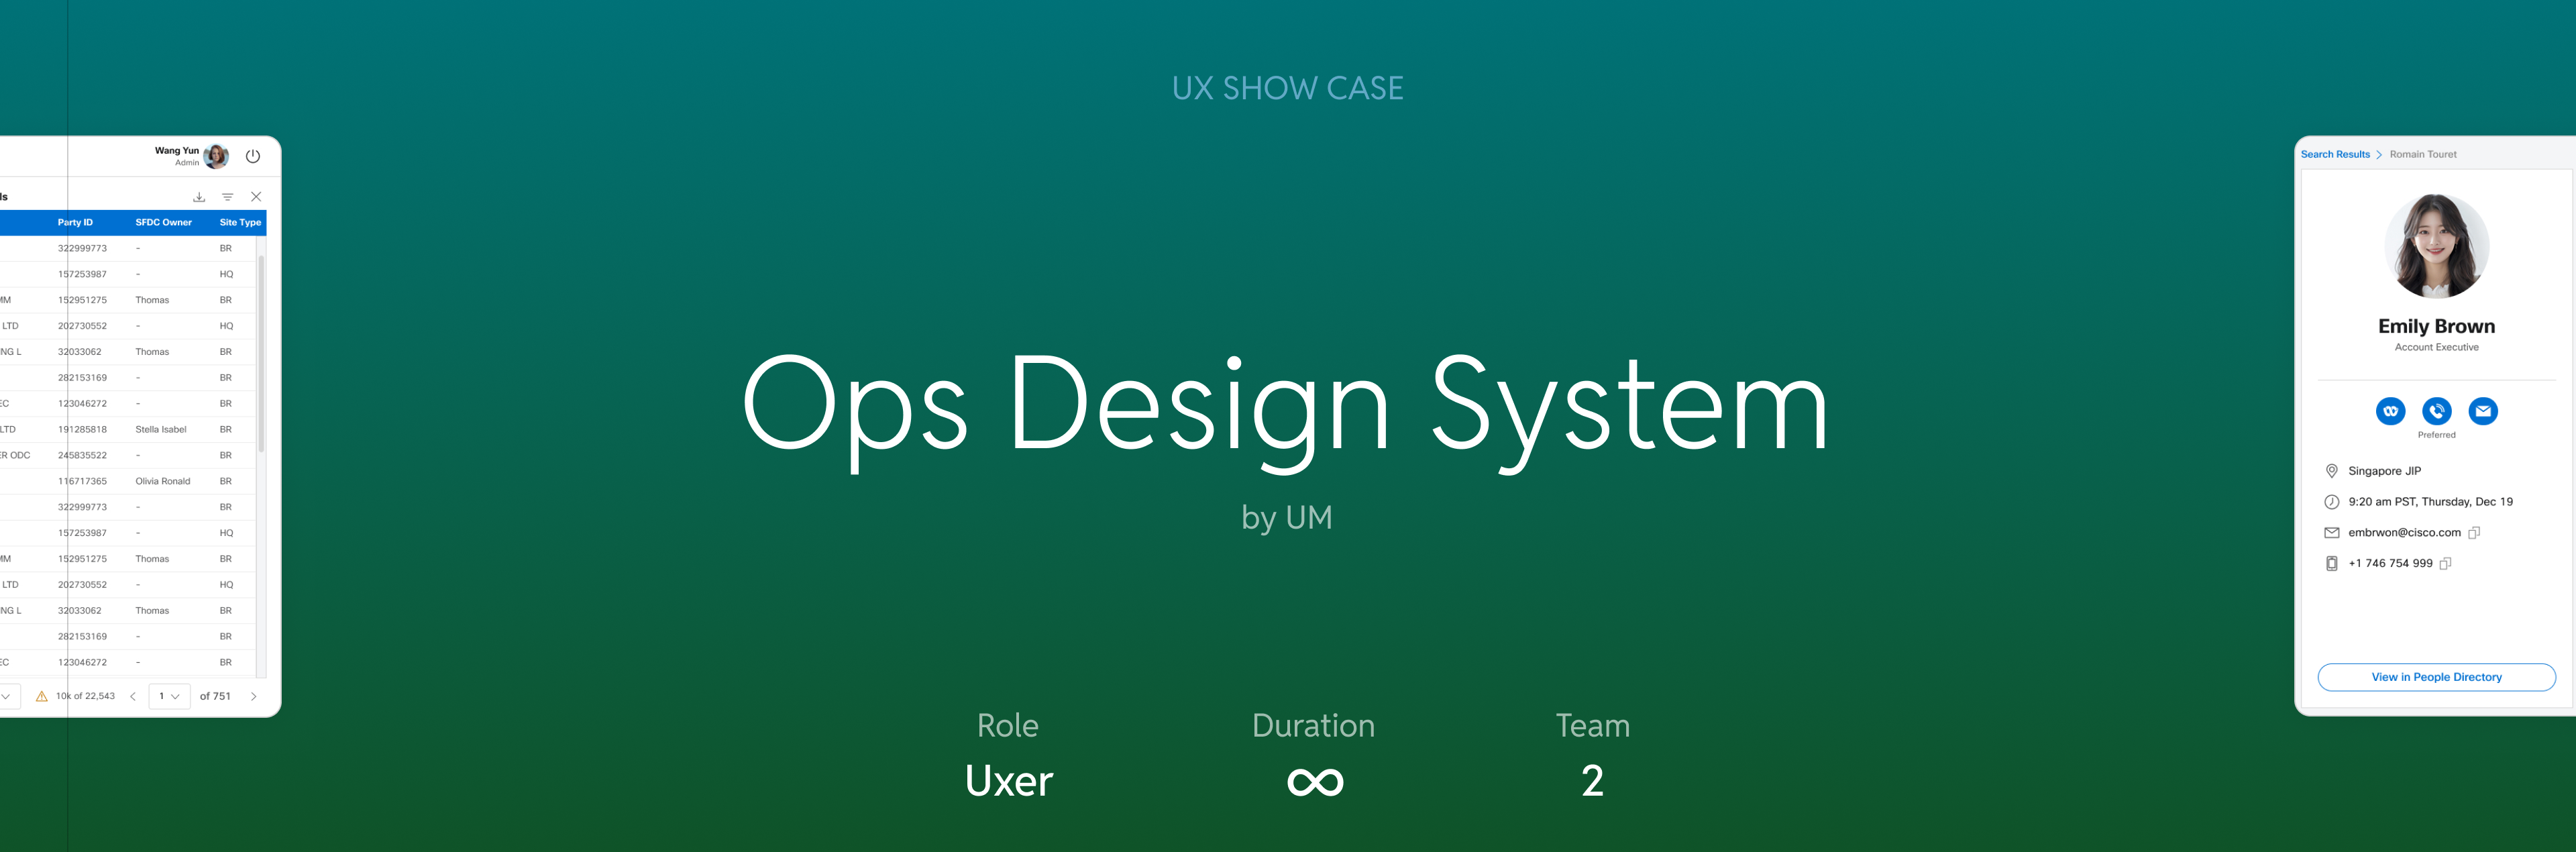 UX SHOW CASE
Wang Yun
Admin
ls
Party ID SFDC Owner Site Type
322999773 - BR
157253987 - HQ
MM 152951275 Thomas BR
LTD 202730552 - HQ
NG L 32033062 Thomas BR
282153169 - BR
EC 123046272 - BR
LTD 191285818 Stella Isabel BR
ER ODC 245835522 - BR
116717365 Olivia Ronald BR
322999773 - BR
157253987 - HQ
MM 152951275 Thomas BR
LTD 202730552 - HQ
NG L 32033062 Thomas BR
282153169 - BR
EC 123046272 - BR
10k of 22,543 1 of 751
Ops Design System
by UM
Role Duration Team
Uxer ∞ 2
Search Results > Romain Touret
Emily Brown
Account Executive
Preferred
Singapore JIP
9:20 am PST, Thursday, Dec 19
embrwon@cisco.com
+1 746 754 999
View in People Directory